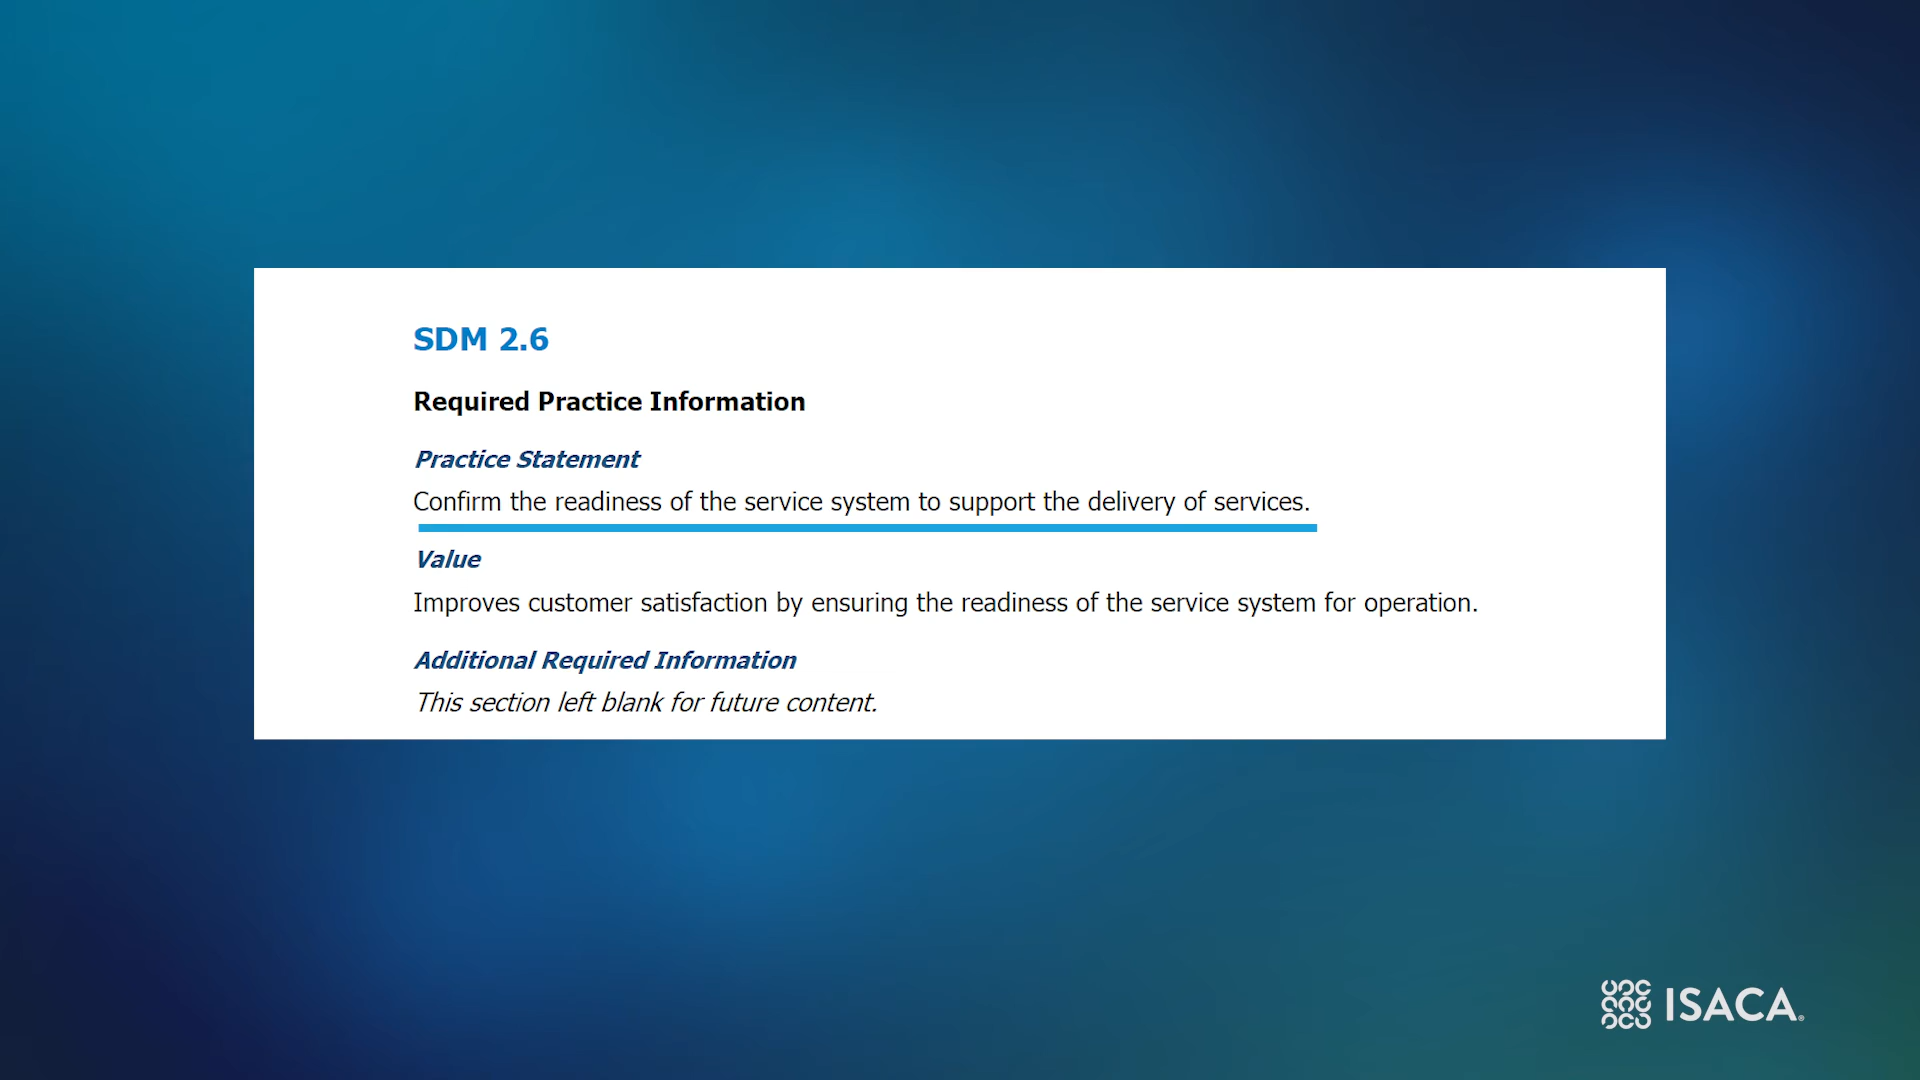 SDM 2.6
Required Practice Information
Practice Statement
Confirm the readiness of the service system to support the delivery of services.
Value
Improves customer satisfaction by ensuring the readiness of the service system for operation.
Additional Required Information
This section left blank for future content.
ISACA®